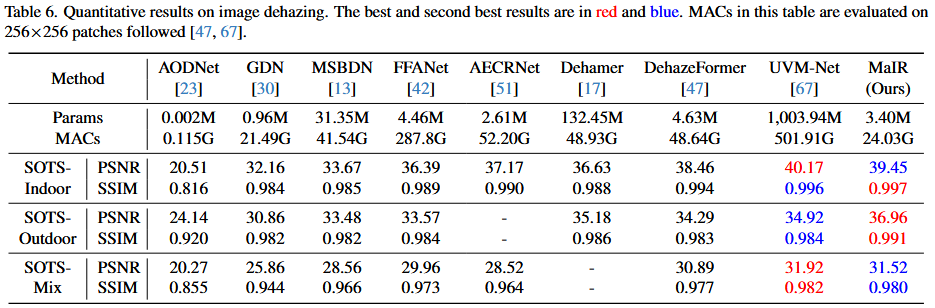 Table 6. Quantitative results on image dehazing. The best and second best results are in red and blue. MACs in this table are evaluated on
256×256 patches followed [47, 67].
Method AODNet [23] GDN [30] MSBDN [13] FFANet [42] AECRNet [51] Dehamer [17] DehazeFormer [47] UVM-Net [67] MaIR (Ours)
Params 0.002M 0.96M 31.35M 4.46M 2.61M 132.45M 4.63M 1,003.94M 3.40M
MACs 0.115G 21.49G 41.54G 287.8G 52.20G 48.93G 48.64G 501.91G 24.03G
SOTS- PSNR 20.51 32.16 33.67 36.39 37.17 36.63 38.46 40.17 39.45
Indoor SSIM 0.816 0.984 0.985 0.989 0.990 0.988 0.994 0.996 0.997
SOTS- PSNR 24.14 30.86 33.48 33.57 - 35.18 34.29 34.92 36.96
Outdoor SSIM 0.920 0.982 0.982 0.984 - 0.986 0.983 0.984 0.991
SOTS- PSNR 20.27 25.86 28.56 29.96 28.52 - 30.89 31.92 31.52
Mix SSIM 0.855 0.944 0.966 0.973 0.964 - 0.977 0.982 0.980